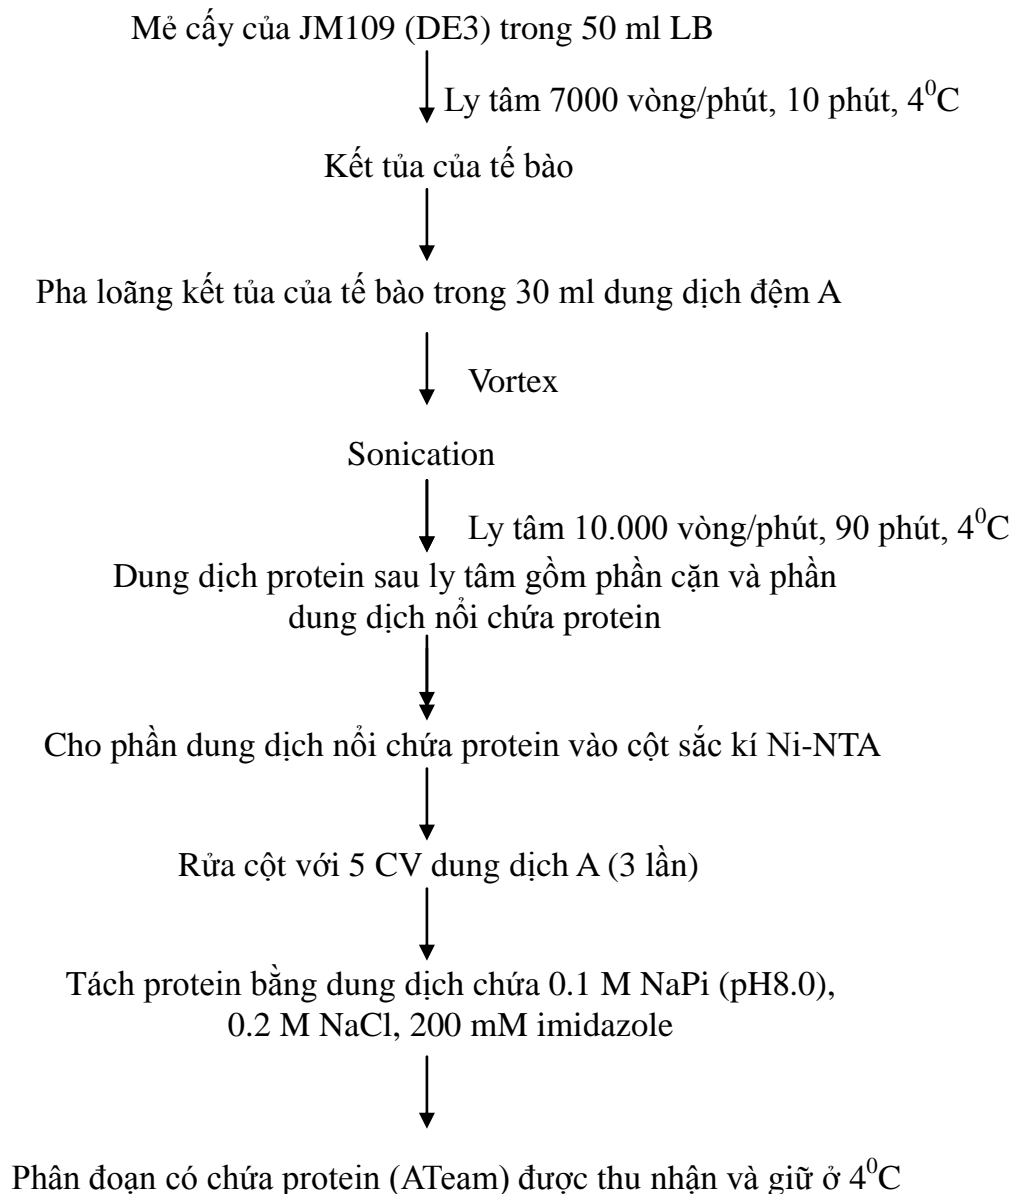 Mẻ cấy của JM109 (DE3) trong 50 ml LB
Ly tâm 7000 vòng/phút, 10 phút, 4⁰C
Kết tủa của tế bào
Pha loãng kết tủa của tế bào trong 30 ml dung dịch đệm A
Vortex
Sonication
Ly tâm 10.000 vòng/phút, 90 phút, 4⁰C
Dung dịch protein sau ly tâm gồm phần cặn và phần
dung dịch nổi chứa protein
Cho phần dung dịch nổi chứa protein vào cột sắc kí Ni-NTA
Rửa cột với 5 CV dung dịch A (3 lần)
Tách protein bằng dung dịch chứa 0.1 M NaPi (pH8.0),
0.2 M NaCl, 200 mM imidazole
Phân đoạn có chứa protein (ATeam) được thu nhận và giữ ở 4⁰C